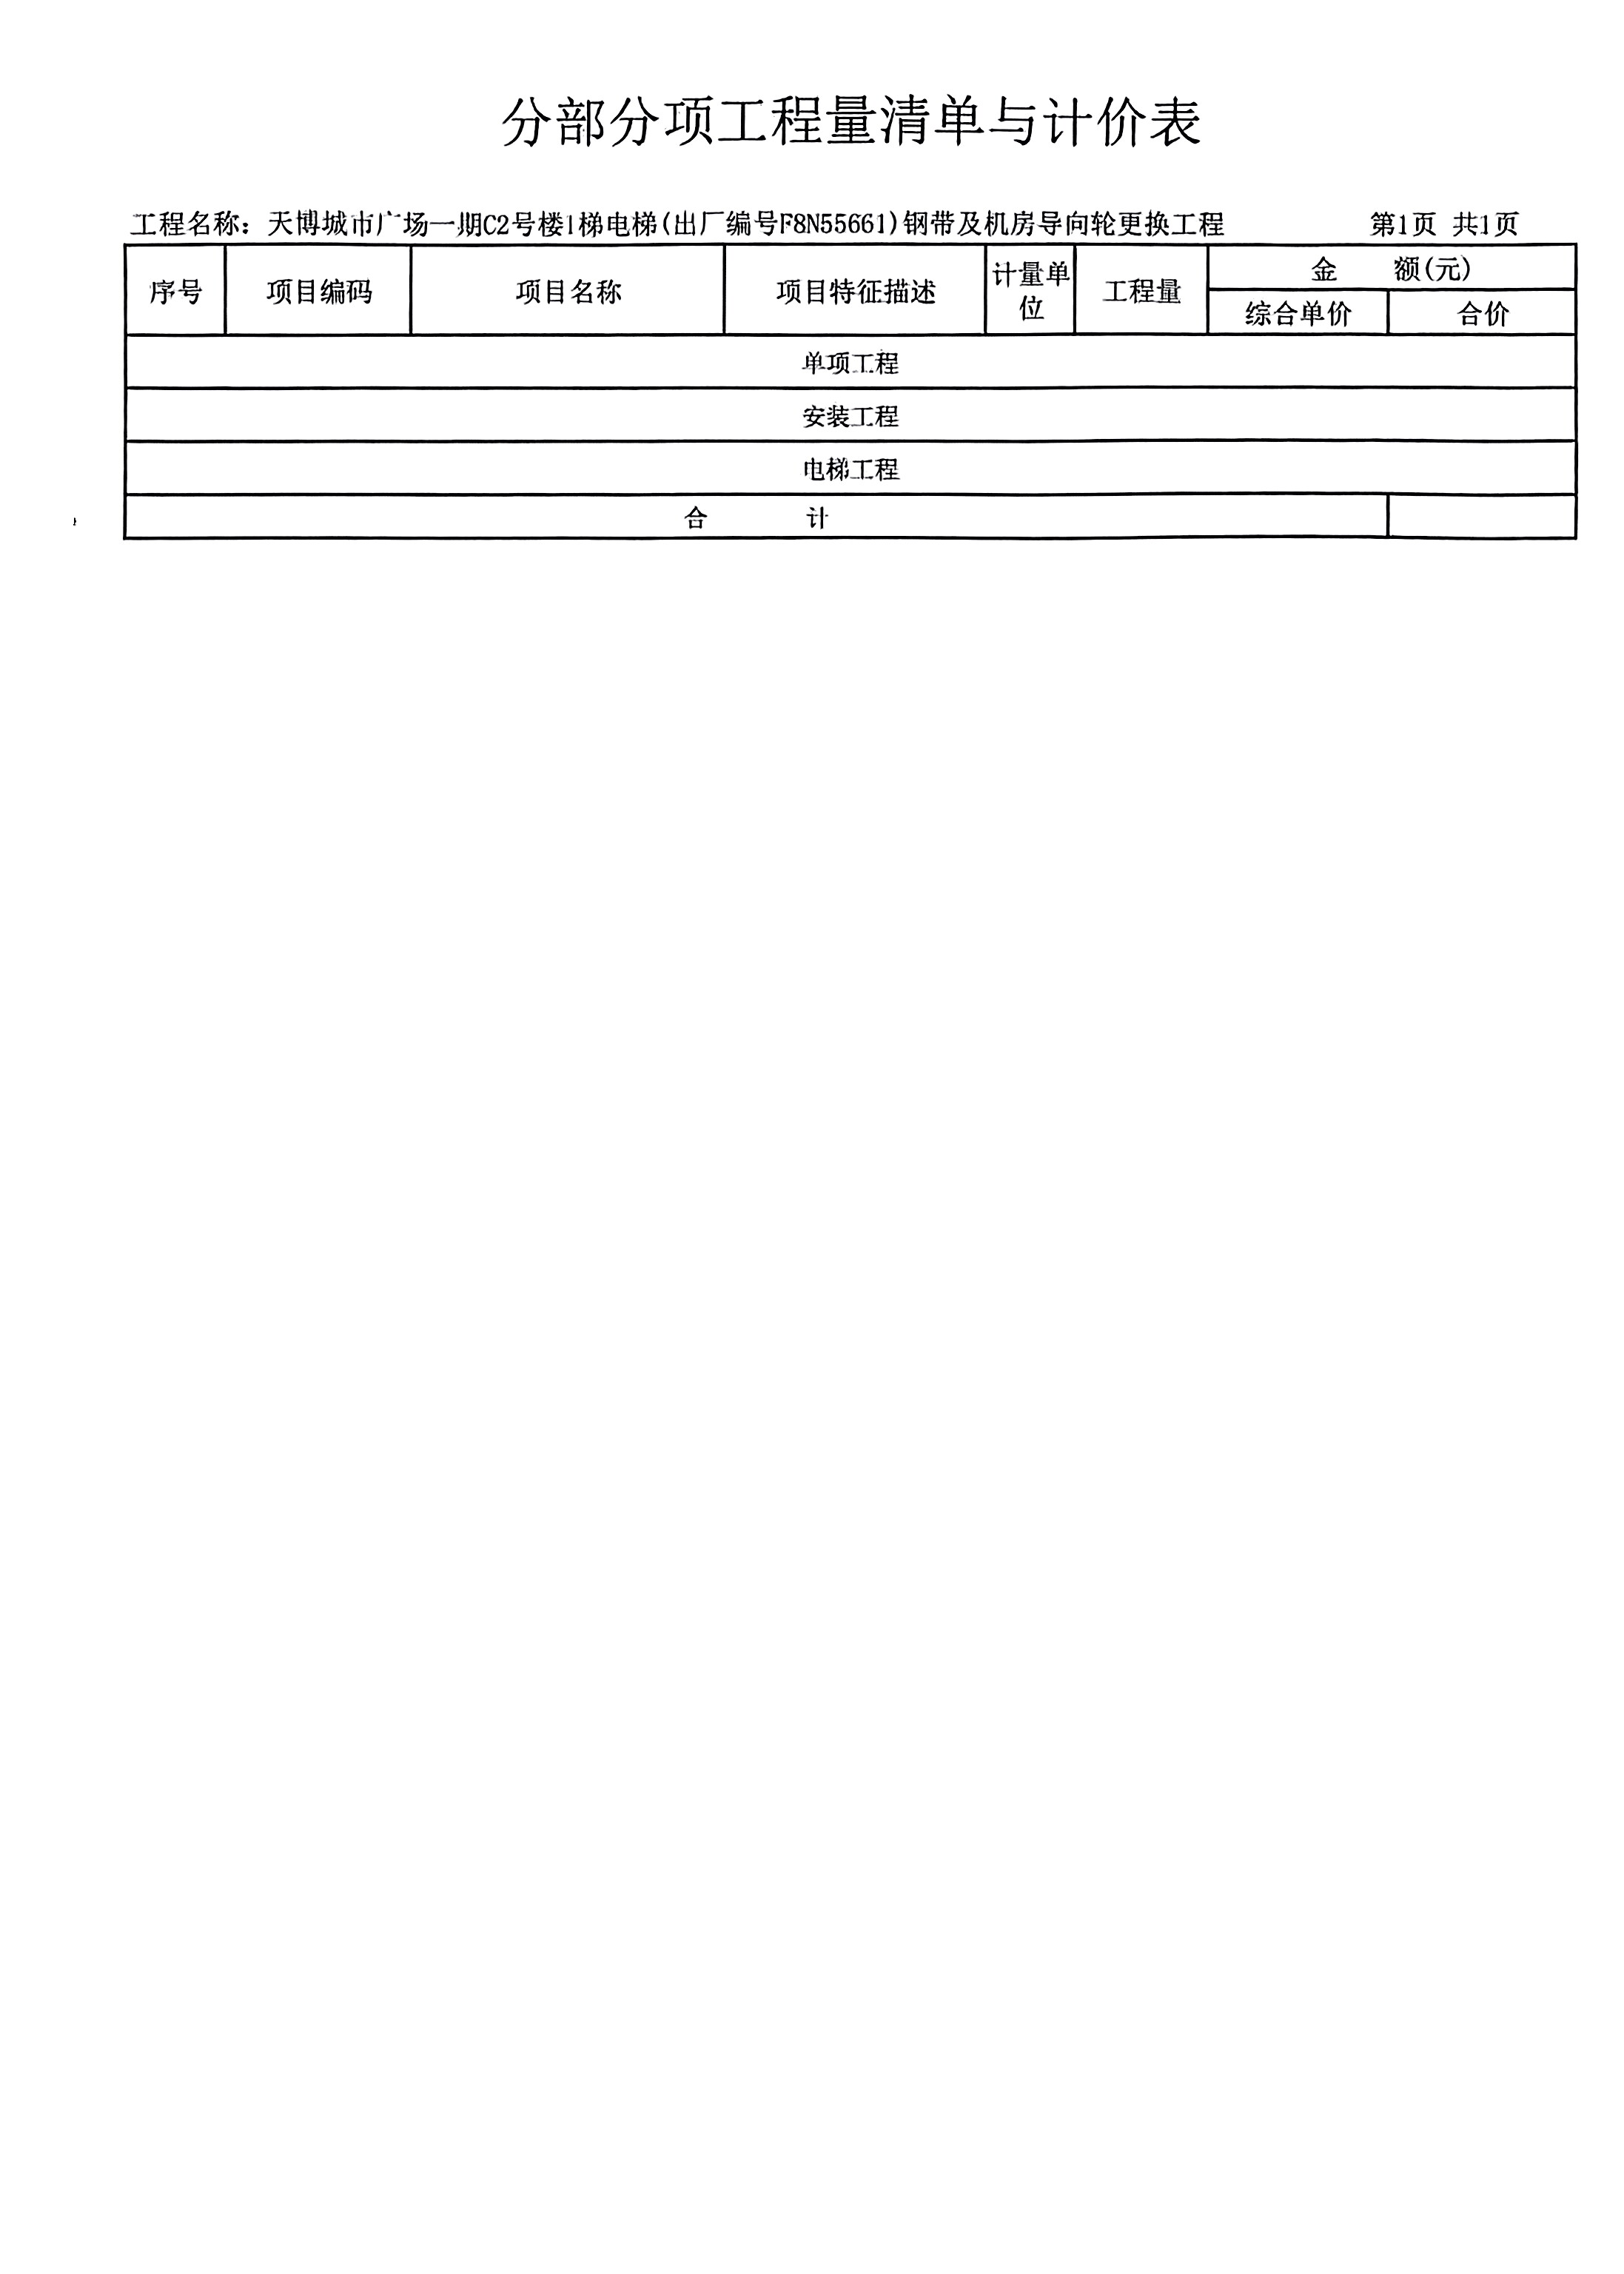 分部分项工程量清单与计价表
工程名称：天博城市广场一期C2号楼1梯电梯(出厂编号F8N55661)钢带及机房导向轮更换工程 第1页 共1页
序号 项目编码 项目名称 项目特征描述 计量单位 工程量 金 额(元)
综合单价 合价
单项工程
安装工程
电梯工程
合 计